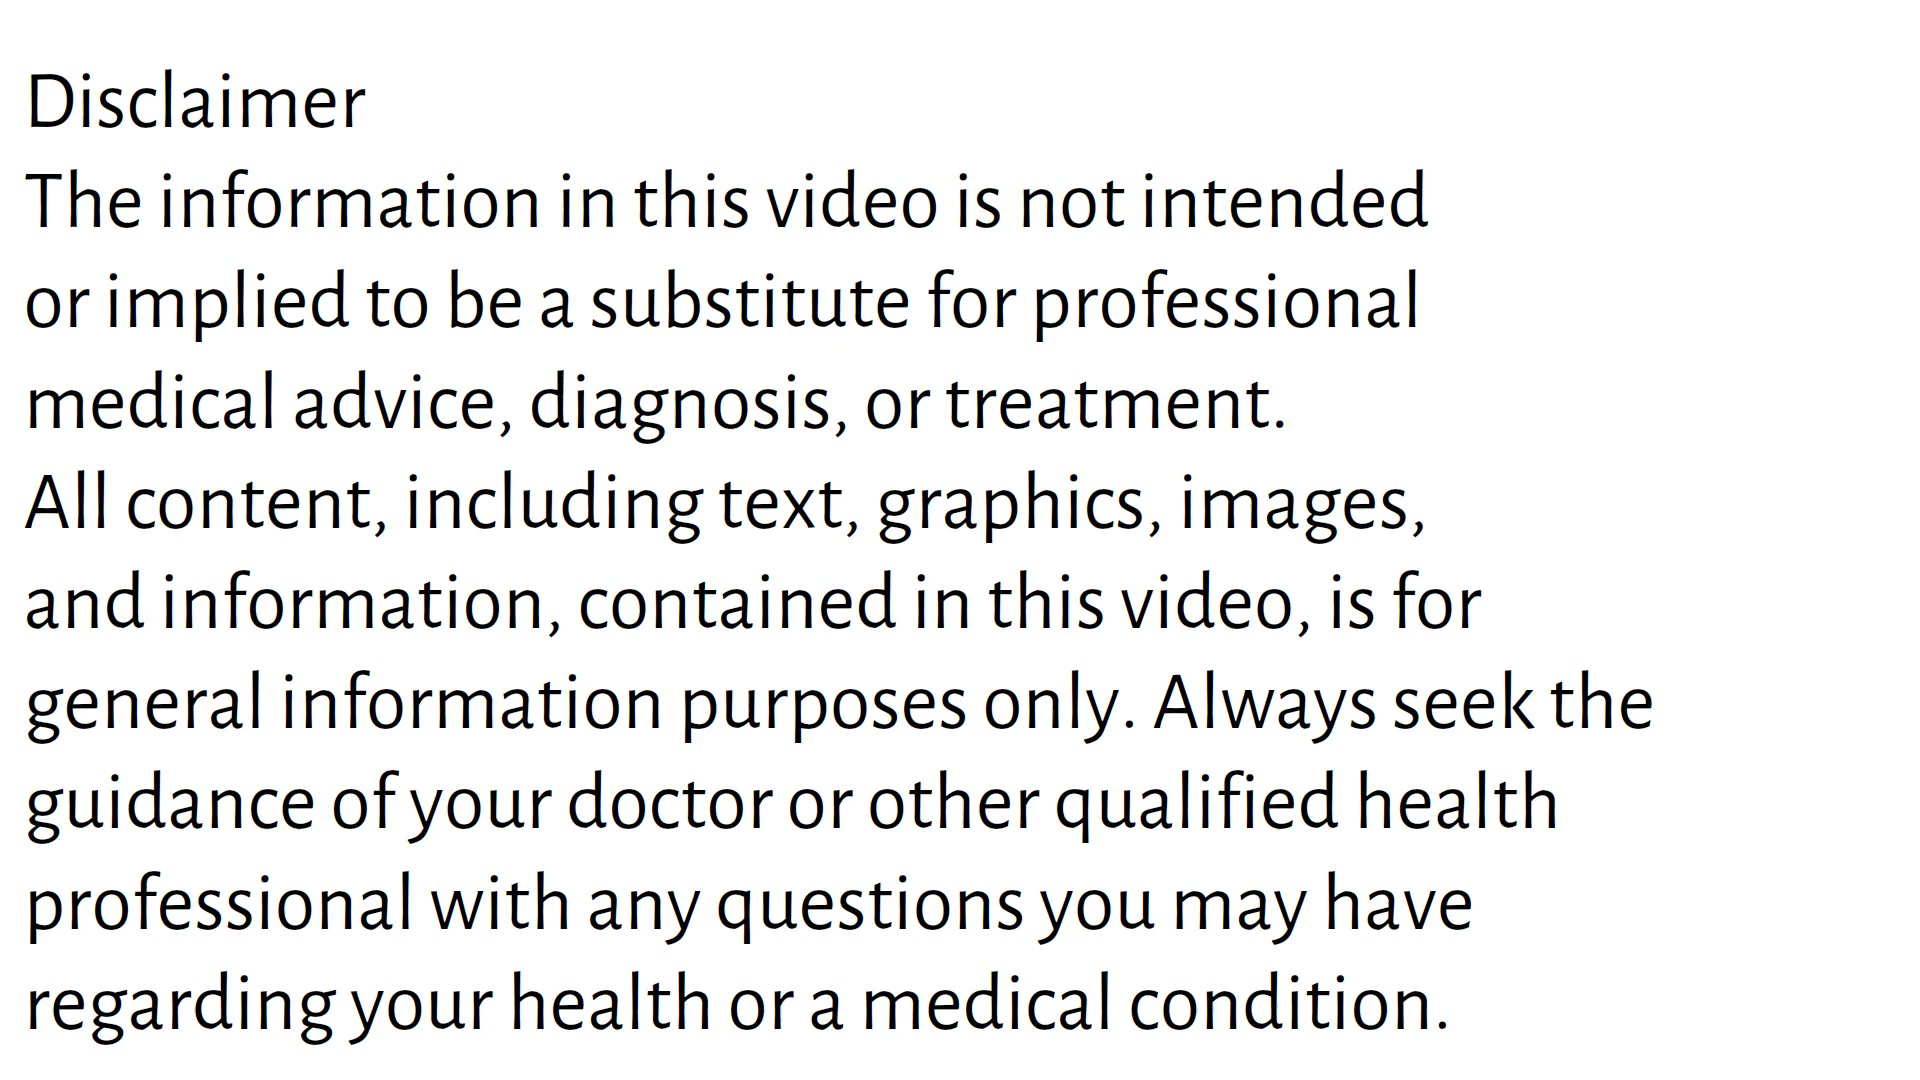 Disclaimer
The information in this video is not intended
or implied to be a substitute for professional
medical advice, diagnosis, or treatment.
All content, including text, graphics, images,
and information, contained in this video, is for
general information purposes only. Always seek the
guidance of your doctor or other qualified health
professional with any questions you may have
regarding your health or a medical condition.